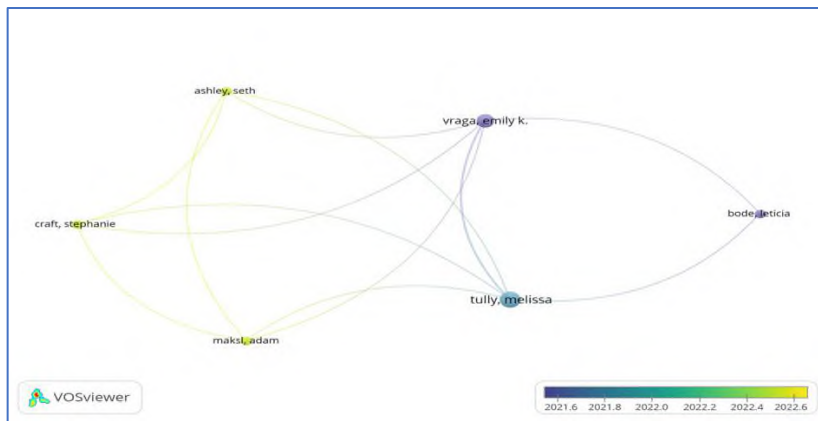 ashley, seth
vraga, emily k.
bode, leticia
craft, stephanie
tully, melissa
maksl, adam
VOSviewer
2021.6 2021.8 2022.0 2022.2 2022.4 2022.6